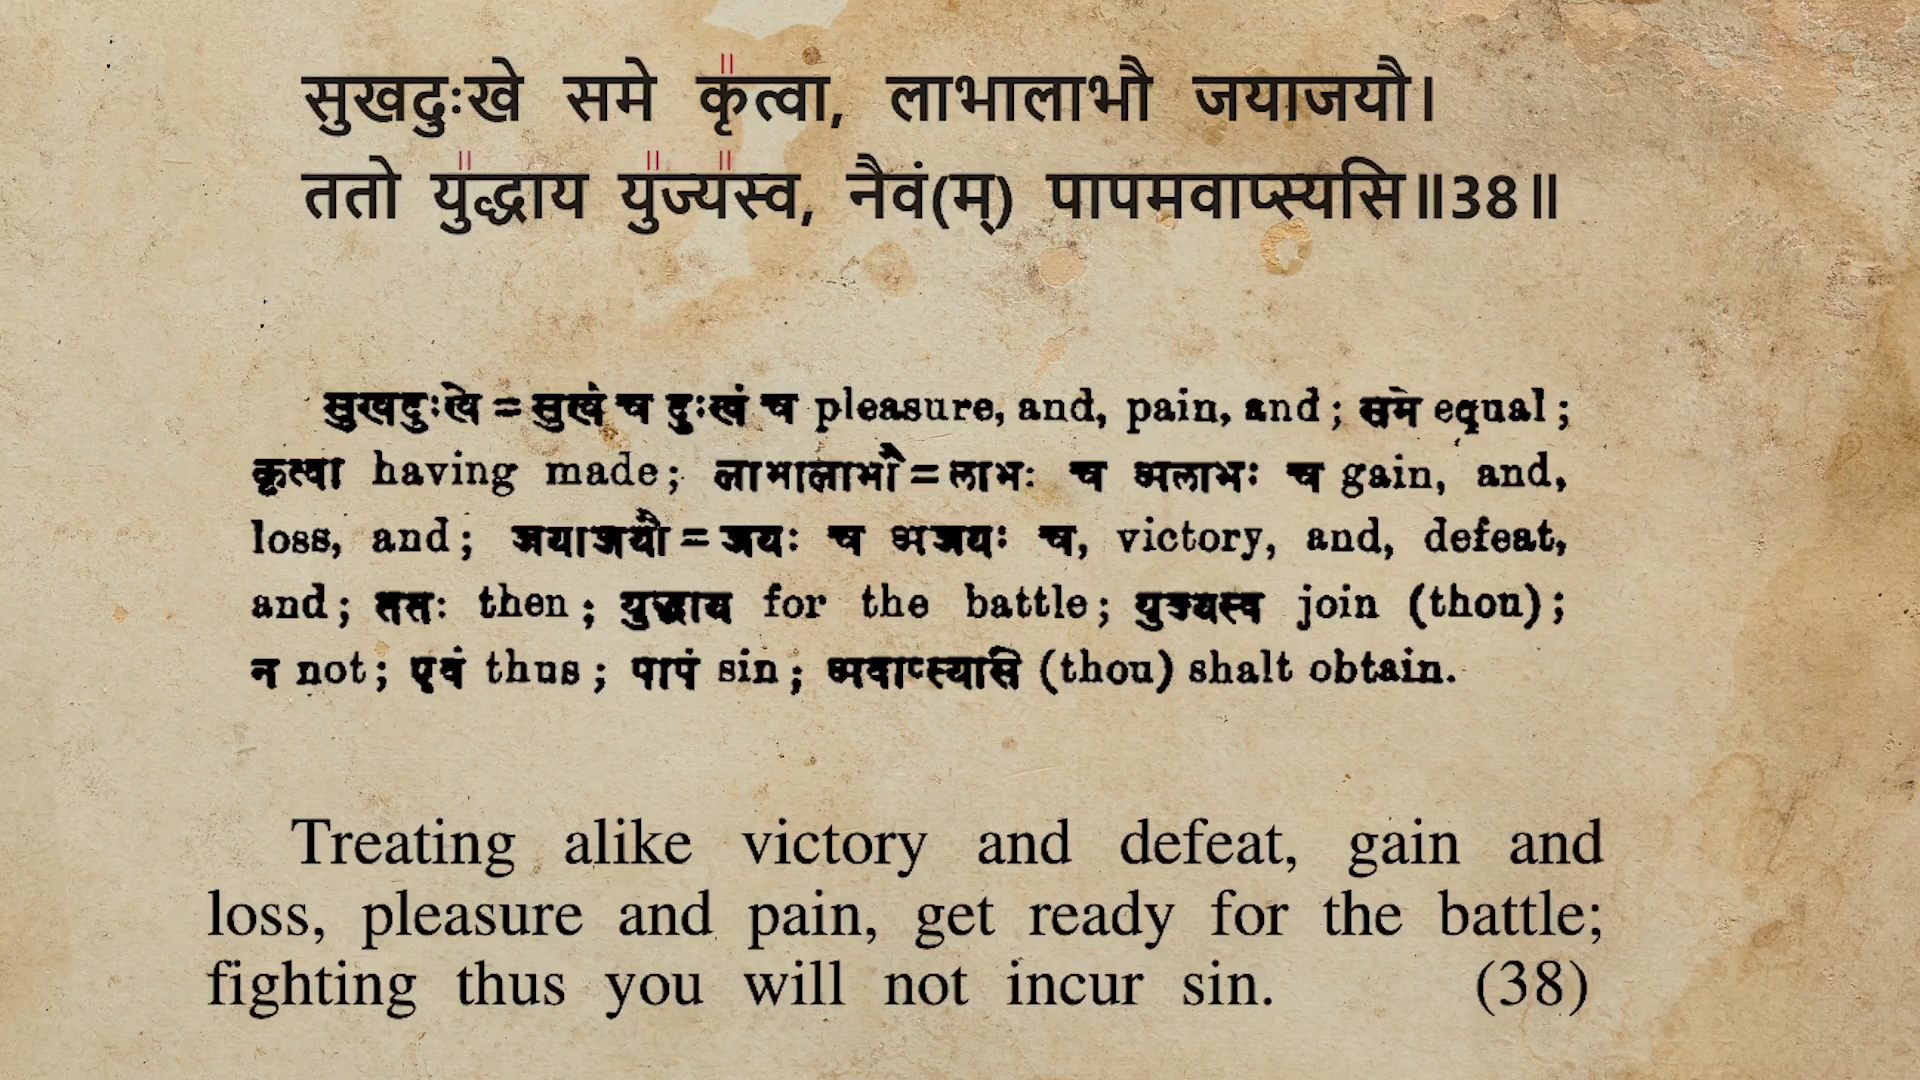 सुखदुःखे समे कृत्वा, लाभालाभौ जयाजयौ।
ततो युद्धाय युज्यस्व, नैवं(म्) पापमवाप्स्यसि॥38॥
सुखदुःखे = सुखं च दुःखं च pleasure, and, pain, and ; समे equal ;
कृत्वा having made ; लाभालाभौ = लाभः च अलाभः च gain, and,
loss, and ; जयाजयौ = जयः च अजयः च, victory, and, defeat,
and ; ततः then ; युद्धाय for the battle ; युज्यस्व join (thou) ;
न not ; एवं thus ; पापं sin ; अवाप्स्यसि (thou) shalt obtain.
Treating alike victory and defeat, gain and
loss, pleasure and pain, get ready for the battle;
fighting thus you will not incur sin. (38)